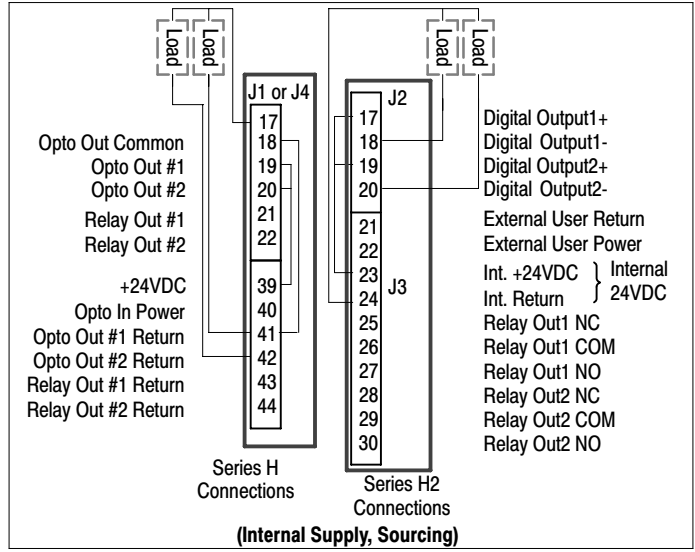 Load Load Load Load
J1 or J4
17
18
19
20
21
22
39
40
41
42
43
44
Opto Out Common
Opto Out #1
Opto Out #2
Relay Out #1
Relay Out #2
+24VDC
Opto In Power
Opto Out #1 Return
Opto Out #2 Return
Relay Out #1 Return
Relay Out #2 Return
Series H
Connections
J2
17
18
19
20
21
22
23
24
25
26
27
28
29
30
J3
Digital Output1+
Digital Output1-
Digital Output2+
Digital Output2-
External User Return
External User Power
Int. +24VDC } Internal
Int. Return 24VDC
Relay Out1 NC
Relay Out1 COM
Relay Out1 NO
Relay Out2 NC
Relay Out2 COM
Relay Out2 NO
Series H2
Connections
(Internal Supply, Sourcing)